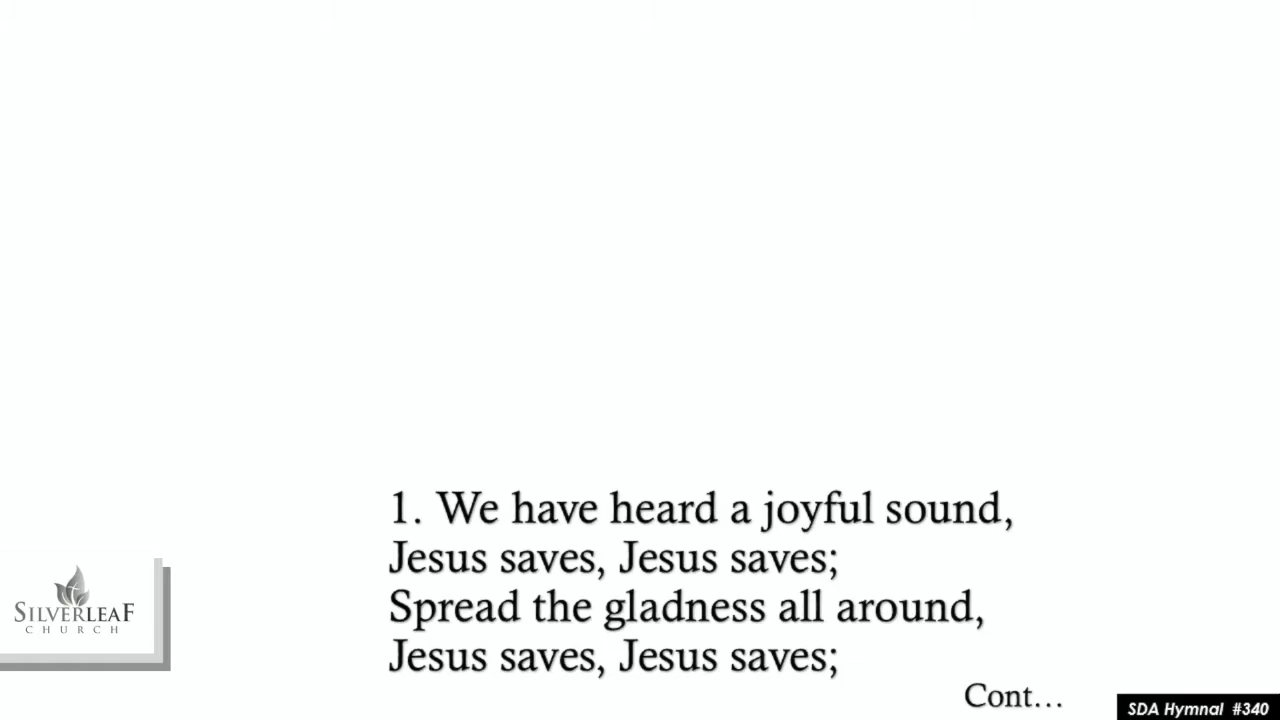 1. We have heard a joyful sound,
Jesus saves, Jesus saves;
Spread the gladness all around,
Jesus saves, Jesus saves;
Cont...
SILVERLEAF
CHURCH
SDA Hymnal #340